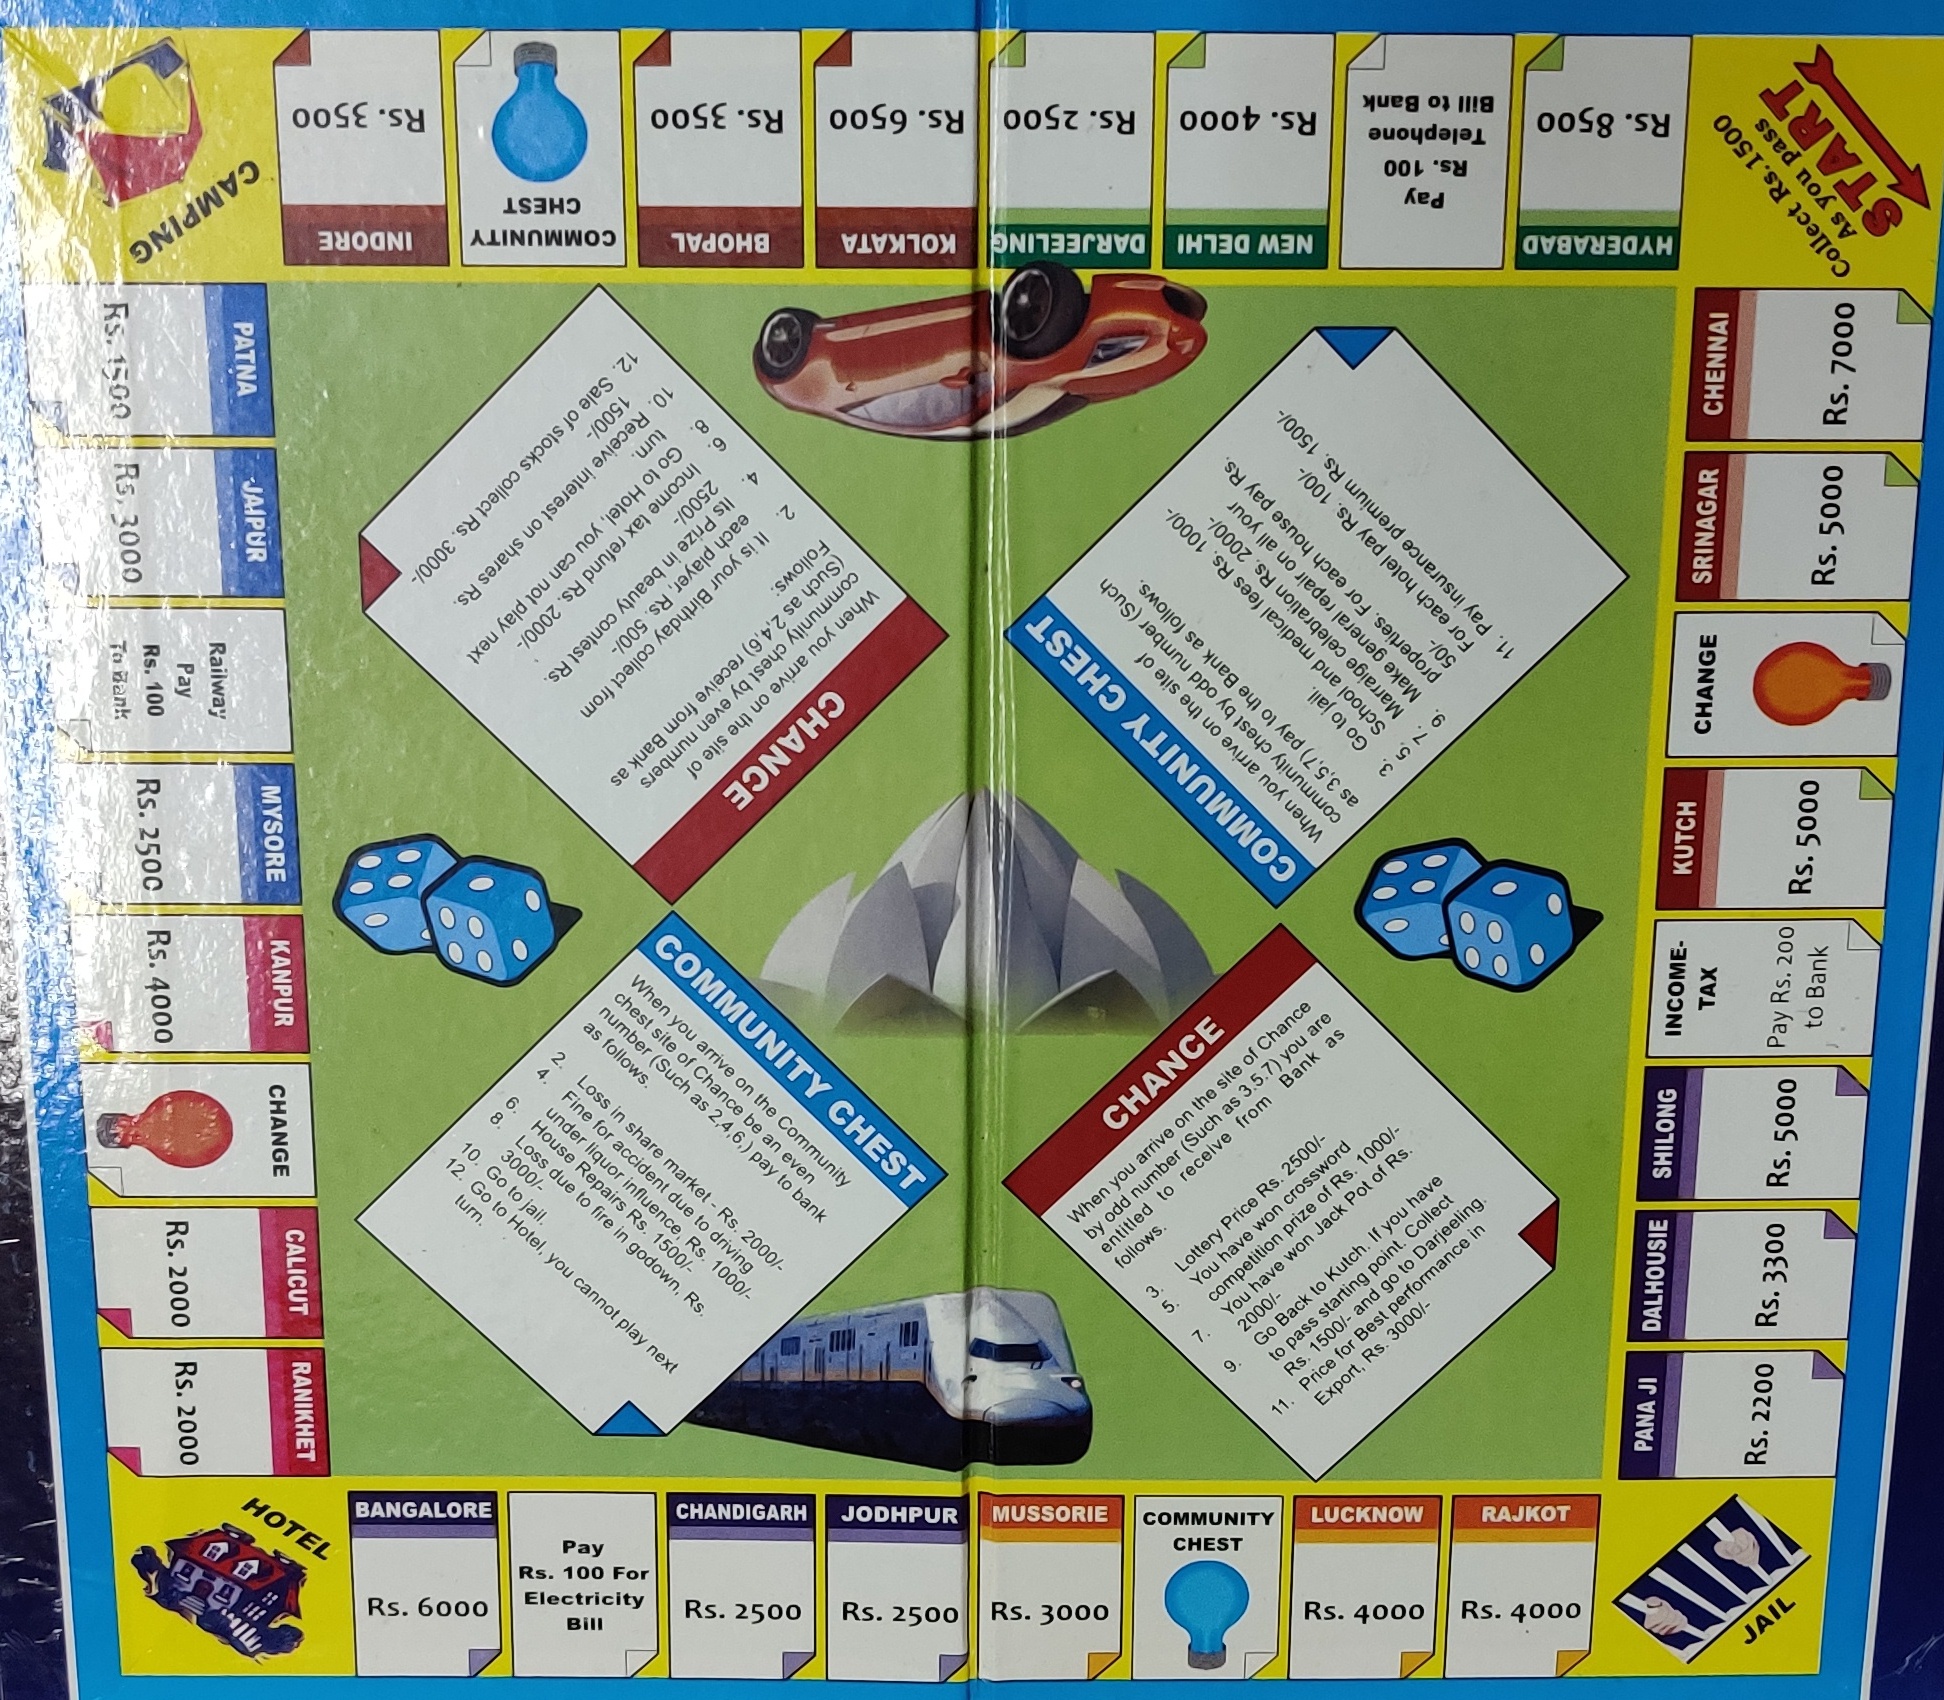 Rs. 3500
INDORE
COMMUNITY
CHEST
Rs. 3500
BHOPAL
Rs. 6500
KOLKATA
Rs. 2500
DARJEELING
Rs. 4000
NEW DELHI
Pay
Rs. 100
Telephone
Bill to Bank
Rs. 8500
HYDERABAD
Collect Rs.1500
As you pass
START
CHENNAI
Rs. 7000
SRINAGAR
Rs. 5000
CHANGE
KUTCH
Rs. 5000
INCOME-
TAX
Pay Rs. 200
to Bank
SHILONG
Rs. 5000
DALHOUSIE
Rs. 3300
PANA JI
Rs. 2200
JAIL
RAJKOT
Rs. 4000
LUCKNOW
Rs. 4000
COMMUNITY
CHEST
MUSSORIE
Rs. 3000
JODHPUR
Rs. 2500
CHANDIGARH
Rs. 2500
Pay
Rs. 100 For
Electricity
Bill
BANGALORE
Rs. 6000
HOTEL
RANIKHET
Rs. 2000
CALICUT
Rs. 2000
CHANGE
KANPUR
Rs. 4000
MYSORE
Rs. 2500
Railway
Pay
Rs. 100
To Bank
JAIPUR
Rs. 3000
PATNA
Rs. 1500
CAMPING
CHANCE
When you arrive on the site of
community chest by even numbers
(Such as 2,4,6) receive from Bank as
Follows:
2. It is your Birthday collect from
each player Rs. 500/-
4. Its Prize in beauty contest Rs.
2500/-
6. Income tax refund Rs. 2000/-
8. Go to Hotel, you can not play next
turn.
10. Receive interest on shares Rs.
1500/-
12. Sale of stocks collect Rs. 3000/-
COMMUNITY CHEST
When you arrive on the site of
community chest by odd number (Such
as 3,5,7) pay to the Bank as follows.
3. Go to jail.
5. School and medical fees Rs. 1000/-
7. Marraige celebration Rs. 2000/-
9. Make general repair on all your
properties. For each house pay Rs.
50/-
For each hotel pay Rs. 100/-
11. Pay insurance premium Rs. 1500/-
COMMUNITY CHEST
When you arrive on the Community
chest site of Chance be an even
number (Such as 2,4,6,) pay to bank
as follows.
2. Loss in share market - Rs. 2000/-
4. Fine for accident due to driving
under liquor influence, Rs. 1000/-
6. House Repairs Rs. 1500/-
8. Loss due to fire in godown, Rs.
3000/-
10. Go to jail.
12. Go to Hotel, you cannot play next
turn.
CHANCE
When you arrive on the site of Chance
by odd number (Such as 3.5.7) you are
entitled to receive from Bank as
follows.
3. Lottery Price Rs. 2500/-
5. You have won crossword
competition prize of Rs. 1000/-
7. You have won Jack Pot of Rs.
2000/-
9. Go Back to Kutch. If you have
to pass starting point. Collect
Rs. 1500/- and go to Darjeeling.
11. Price for Best performance in
Export, Rs. 3000/-